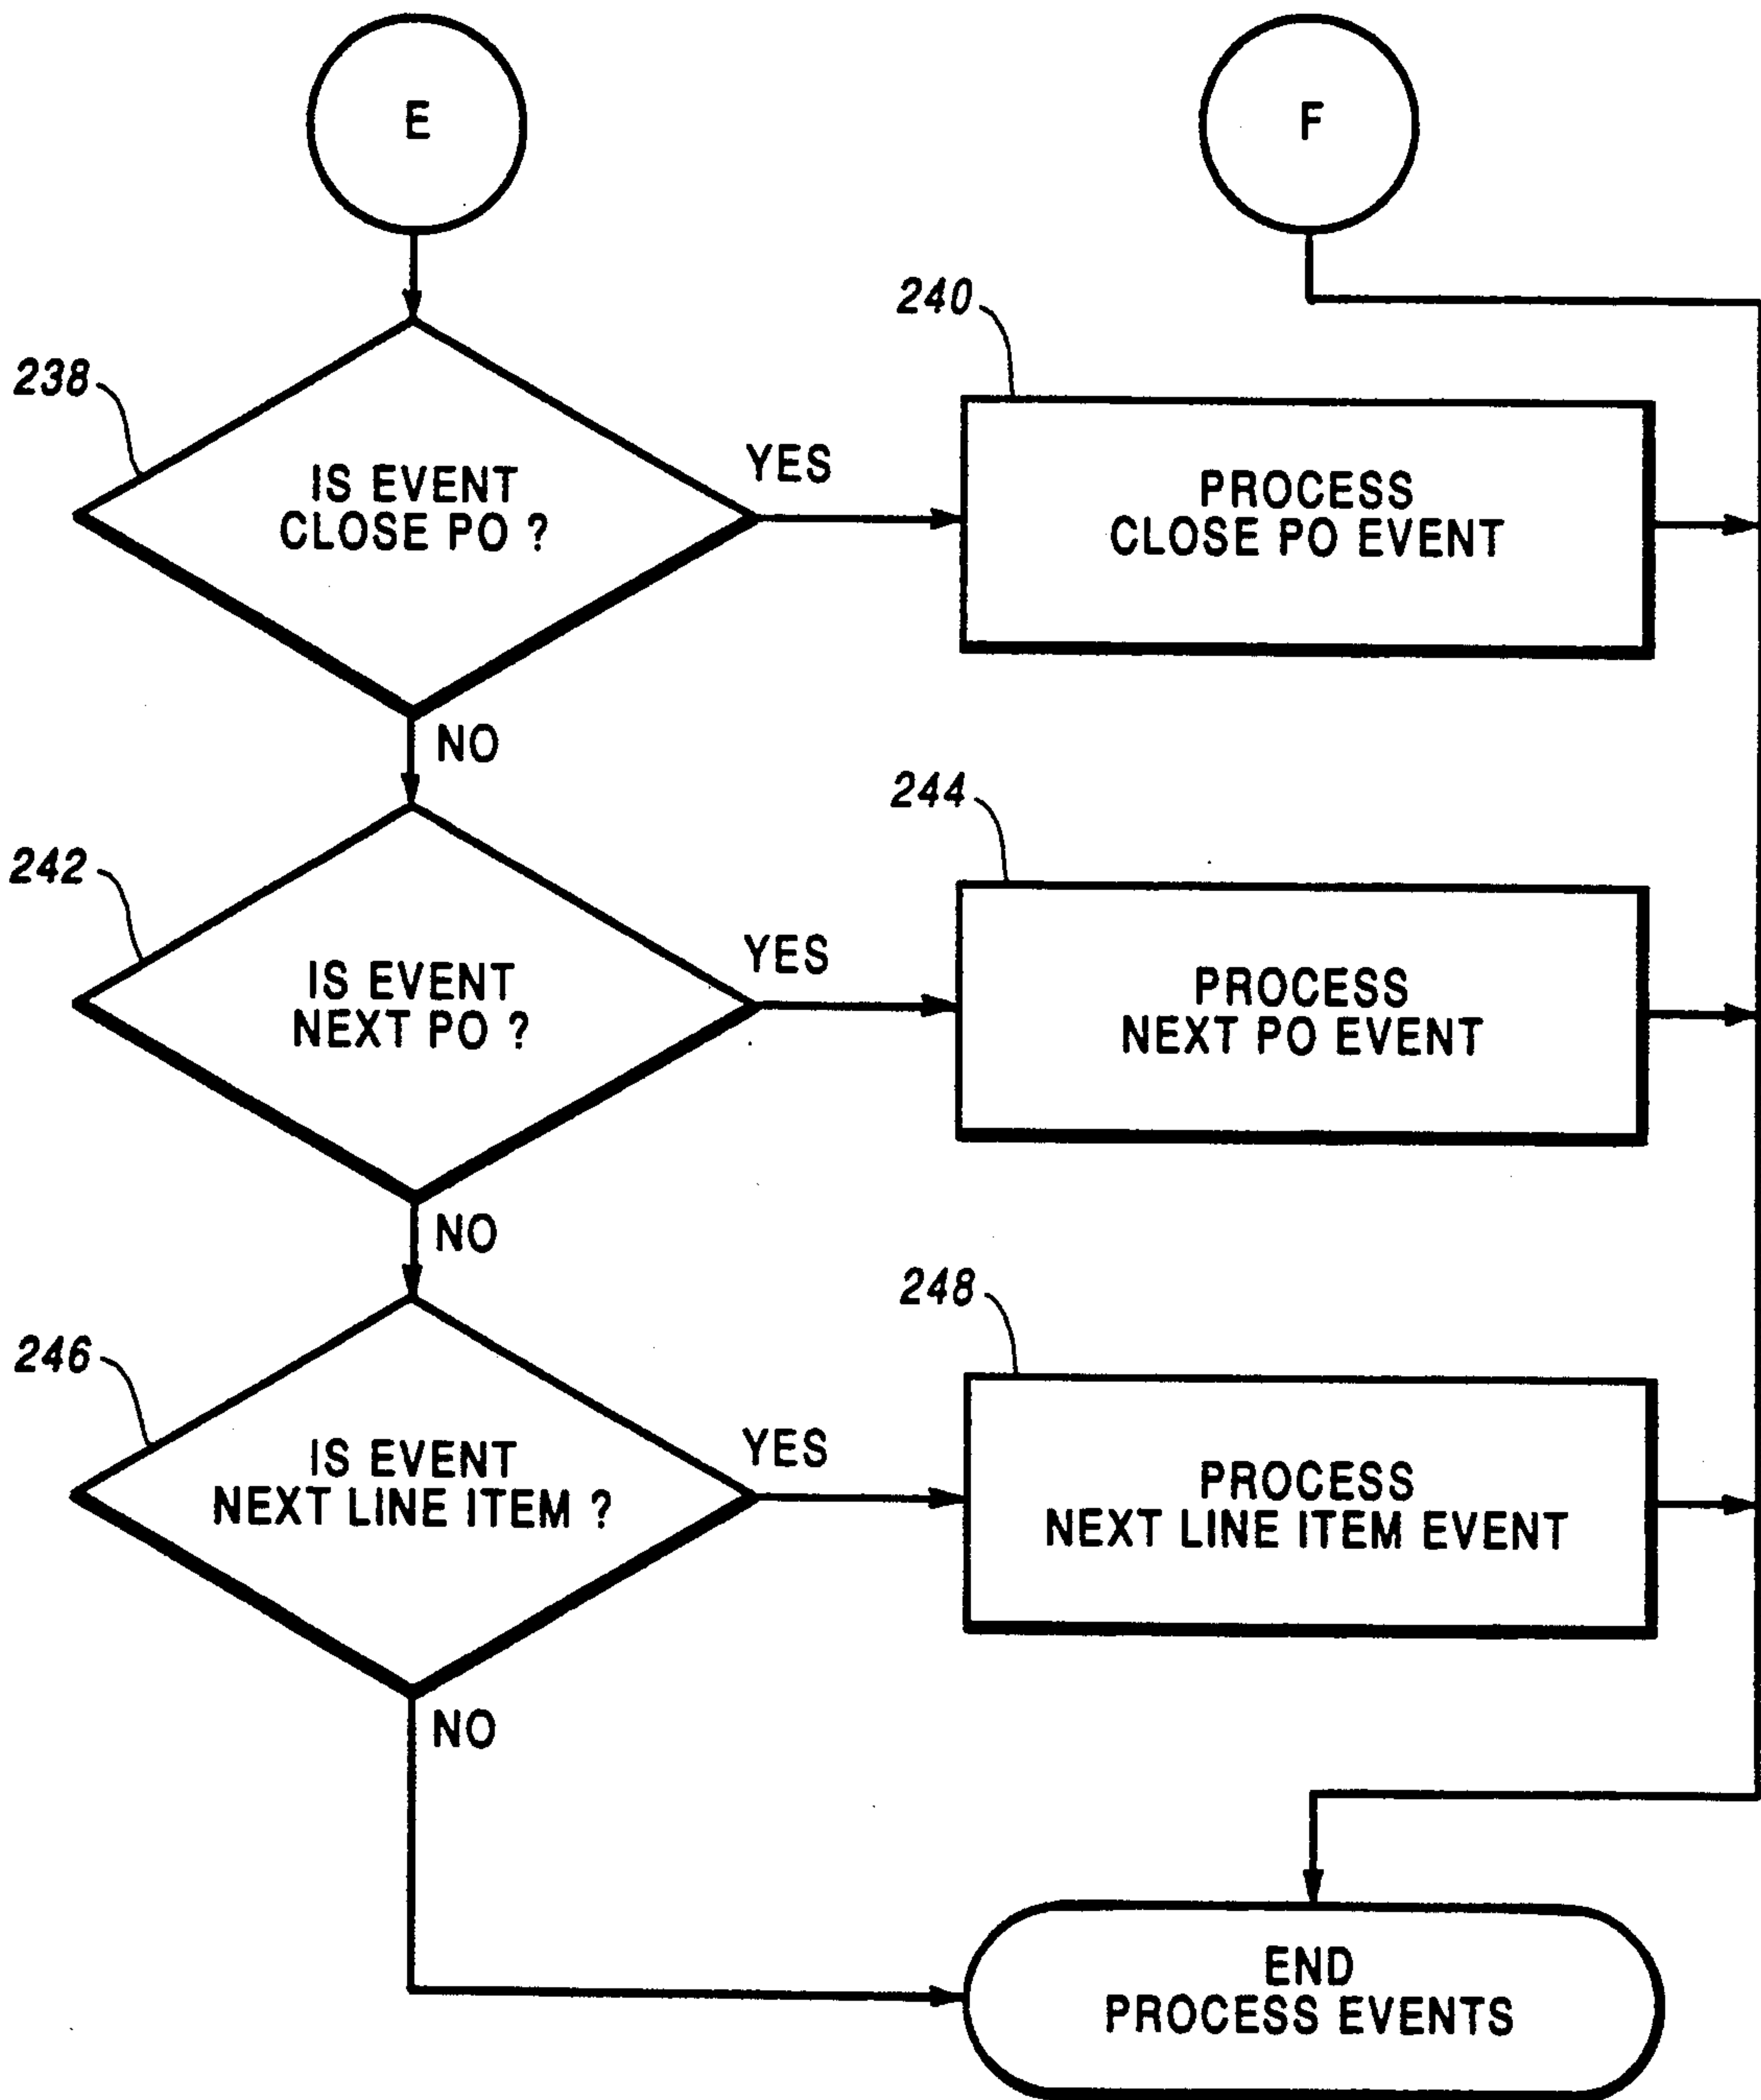 E
F
240
238
YES
IS EVENT
CLOSE PO ?
PROCESS
CLOSE PO EVENT
NO
244
242
YES
IS EVENT
NEXT PO ?
PROCESS
NEXT PO EVENT
NO
248
246
YES
IS EVENT
NEXT LINE ITEM ?
PROCESS
NEXT LINE ITEM EVENT
NO
END
PROCESS EVENTS